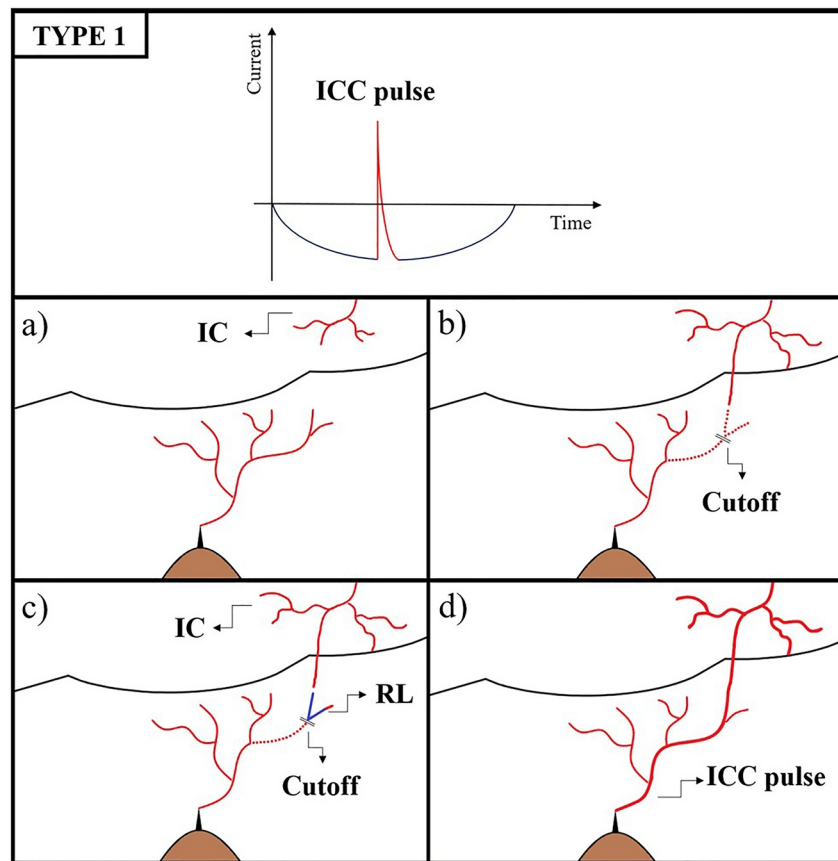 TYPE 1
Current
ICC pulse
Time
a)
IC
b)
Cutoff
c)
IC
RL
Cutoff
d)
ICC pulse